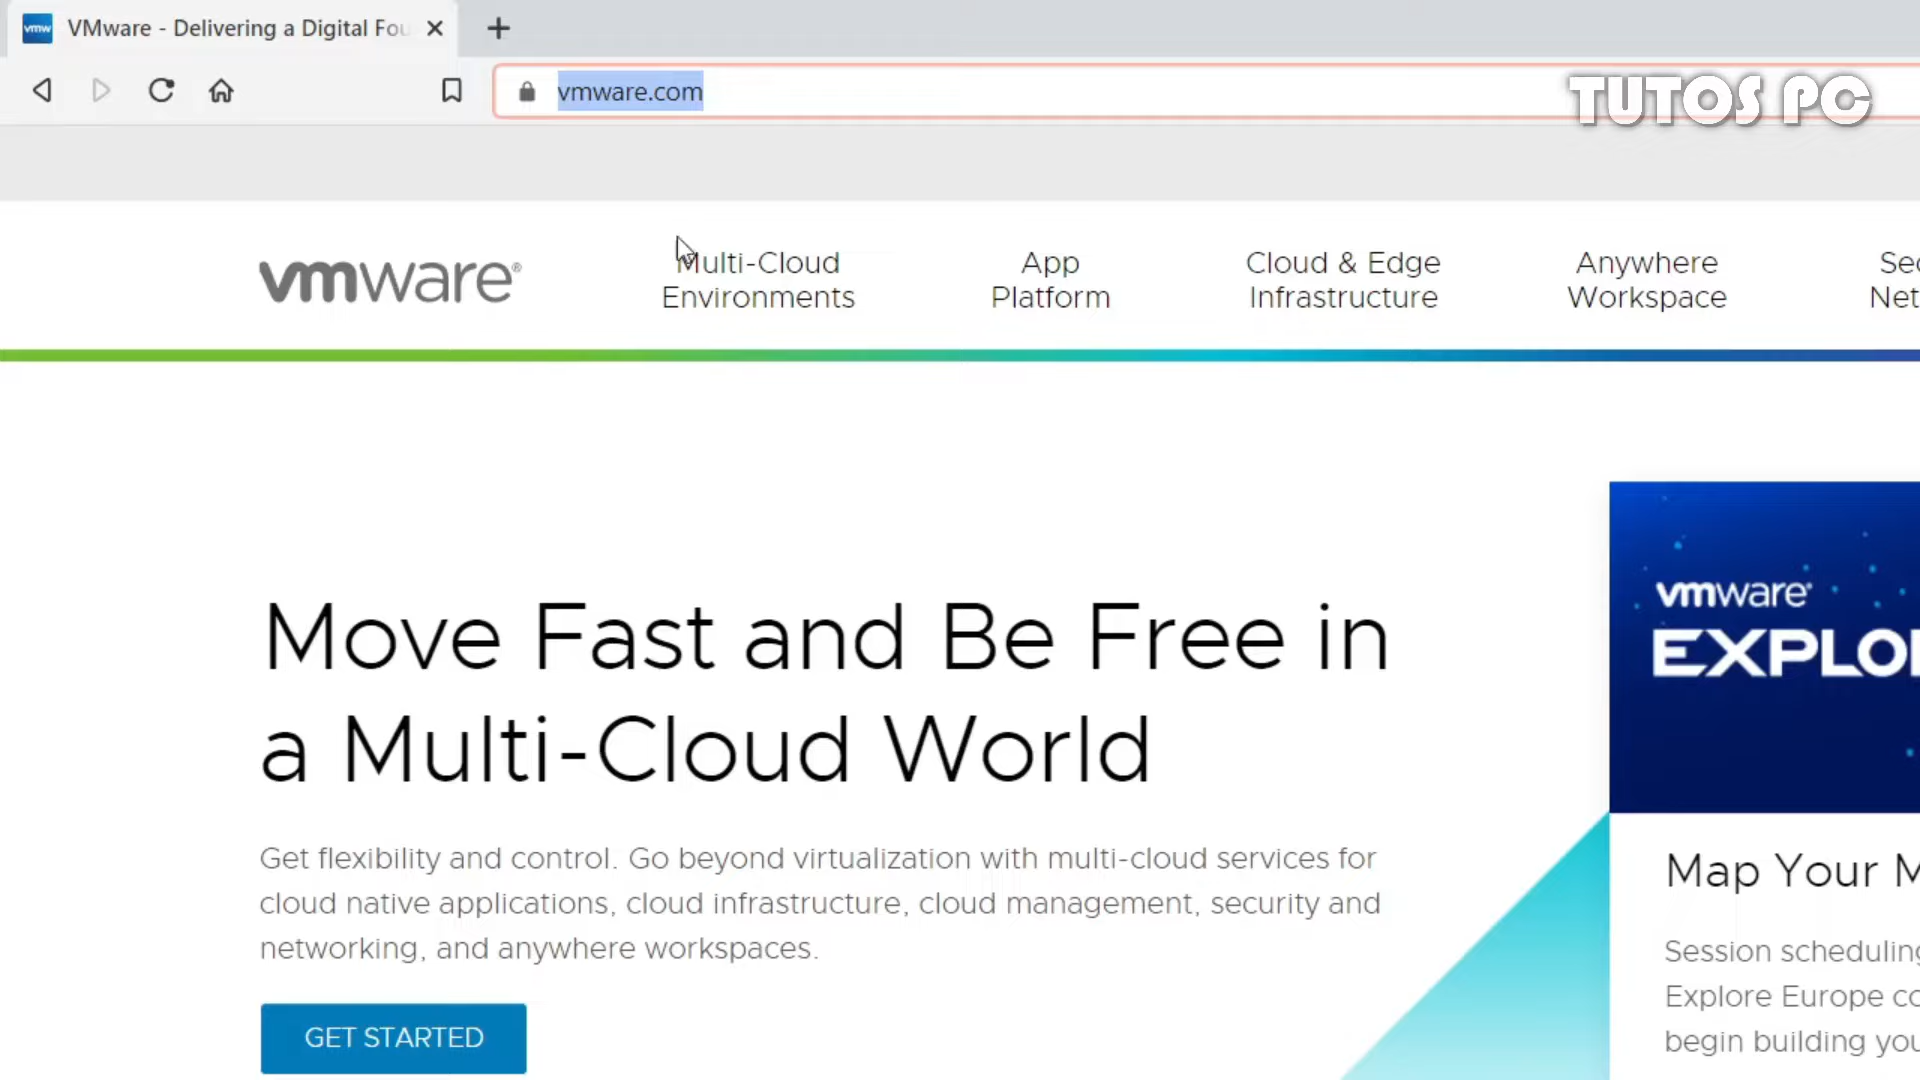 vmw VMware - Delivering a Digital Fou
vmware.com
TUTOS PC
vmware®
Multi-Cloud
Environments
App
Platform
Cloud & Edge
Infrastructure
Anywhere
Workspace
Sec
Net
Move Fast and Be Free in
a Multi-Cloud World
Get flexibility and control. Go beyond virtualization with multi-cloud services for
cloud native applications, cloud infrastructure, cloud management, security and
networking, and anywhere workspaces.
GET STARTED
vmware®
EXPLO
Map Your M
Session scheduling
Explore Europe co
begin building you